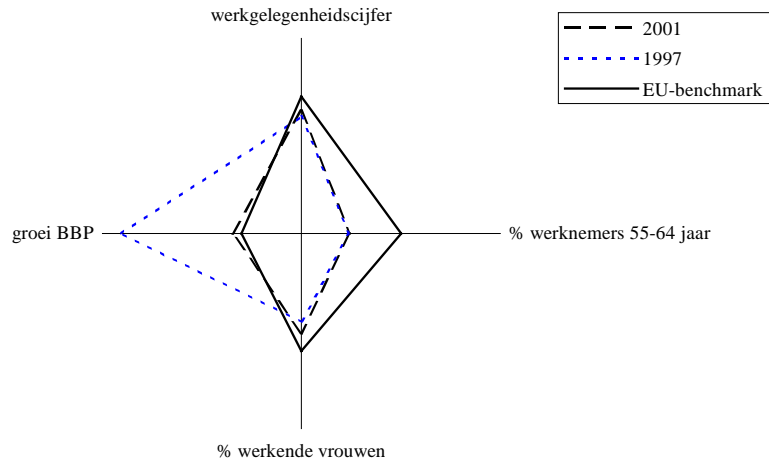 werkgelegenheidscijfer
2001
1997
EU-benchmark
groei BBP
% werknemers 55-64 jaar
% werkende vrouwen